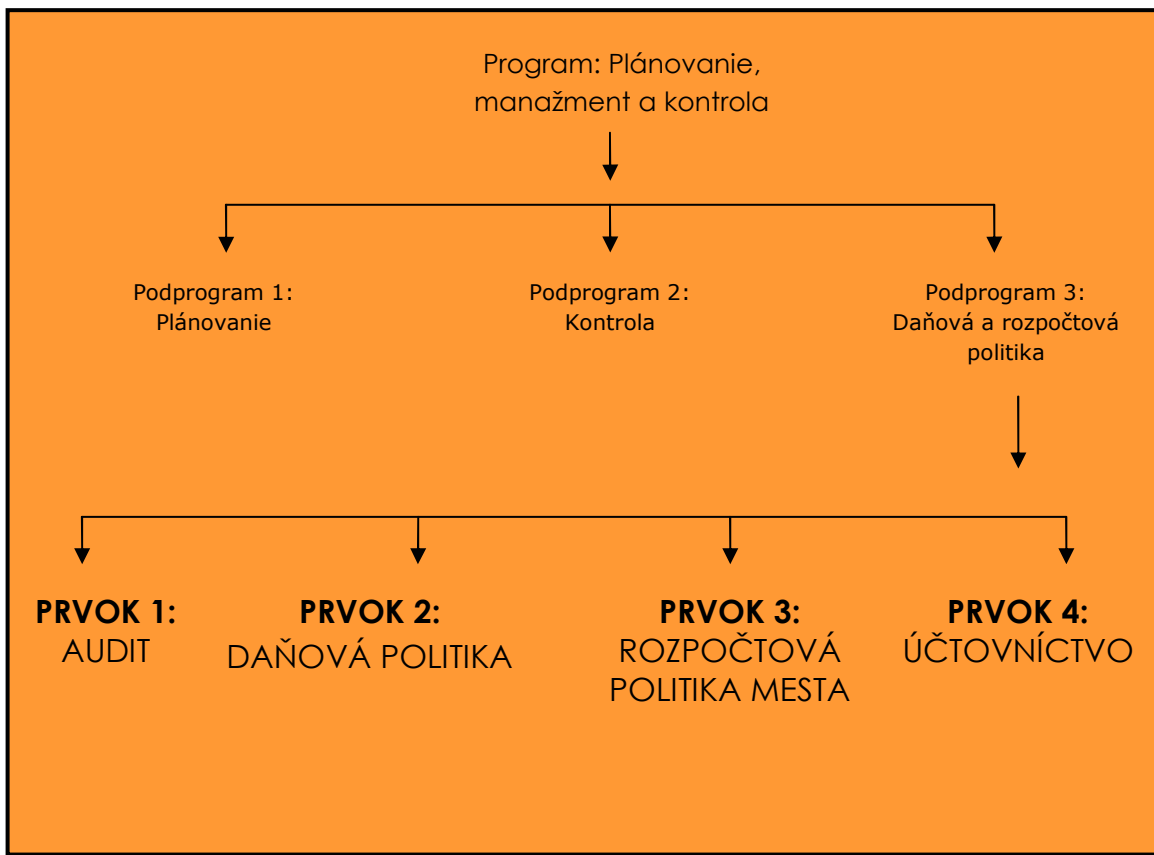 Program: Plánovanie,
manažment a kontrola
Podprogram 1:
Plánovanie
Podprogram 2:
Kontrola
Podprogram 3:
Daňová a rozpočtová
politika
PRVOK 1:
AUDIT
PRVOK 2:
DAŇOVÁ POLITIKA
PRVOK 3:
ROZPOČTOVÁ
POLITIKA MESTA
PRVOK 4:
ÚČTOVNÍCTVO